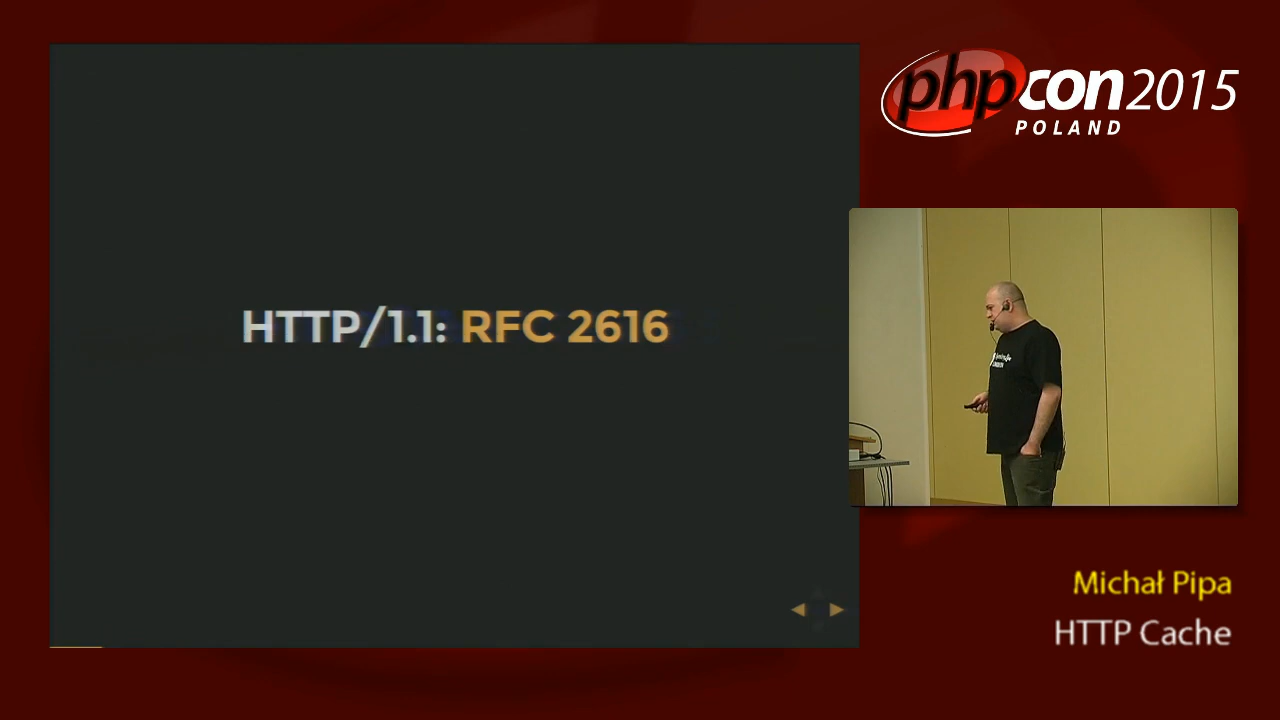 HTTP/1.1: RFC 2616
phpcon2015
POLAND
Michał Pipa
HTTP Cache